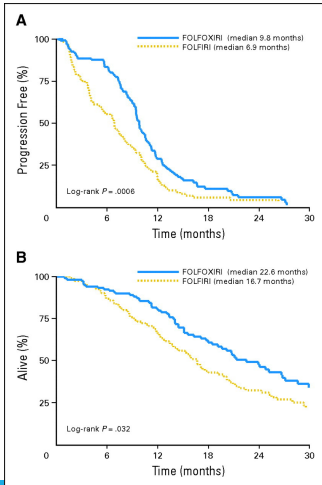 A
FOLFOXIRI (median 9.8 months)
FOLFIRI (median 6.9 months)
Progression Free (%)
100
75
50
25
Log-rank P = .0006
0 6 12 18 24 30
Time (months)
B
FOLFOXIRI (median 22.6 months)
FOLFIRI (median 16.7 months)
Alive (%)
100
75
50
25
Log-rank P = .032
0 6 12 18 24 30
Time (months)